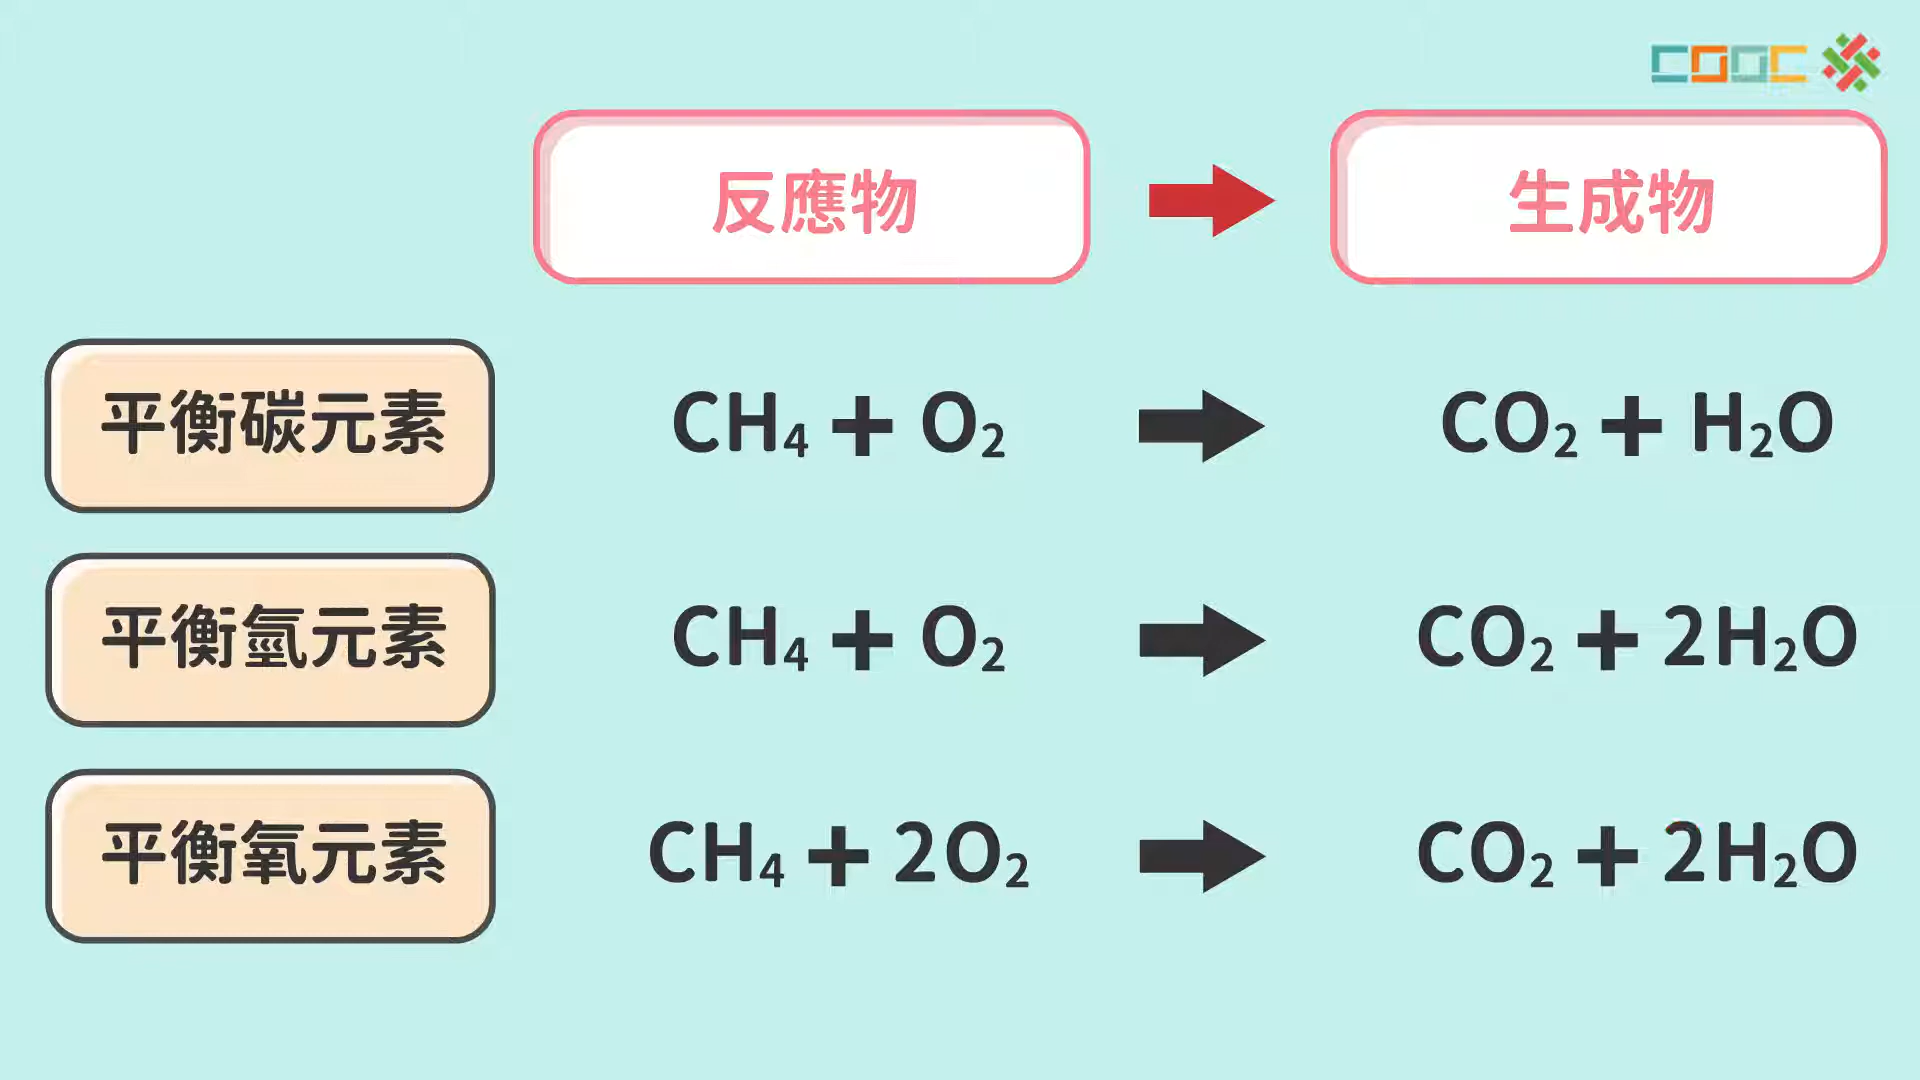 COOC
反應物 → 生成物
平衡碳元素 CH₄ + O₂ → CO₂ + H₂O
平衡氫元素 CH₄ + O₂ → CO₂ + 2H₂O
平衡氧元素 CH₄ + 2O₂ → CO₂ + 2H₂O